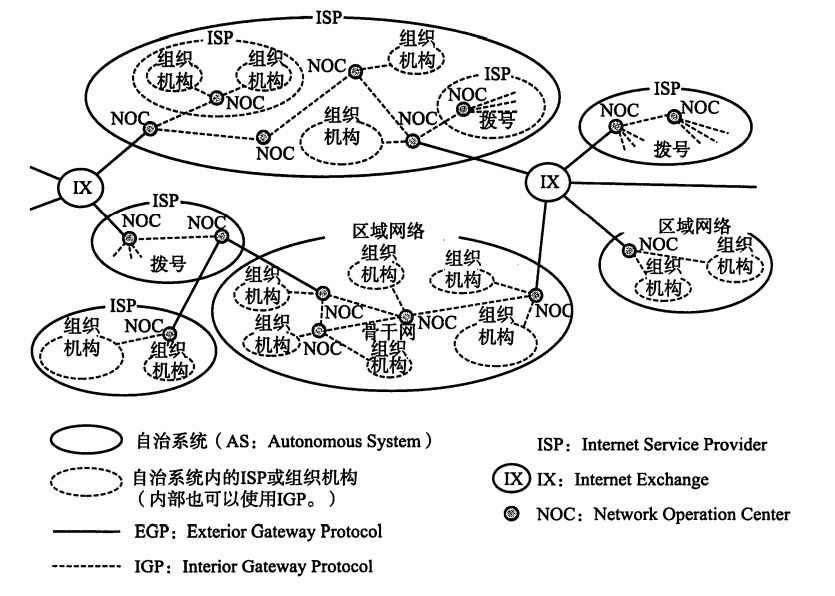 ISP
ISP
组织
机构
组织
机构
NOC
NOC
NOC
组织
机构
NOC
组织
机构
NOC
ISP
NOC
拨号
ISP
NOC
NOC
拨号
IX
IX
ISP
NOC
NOC
拨号
区域网络
组织
机构
组织
机构
组织
机构
NOC
组织
机构
NOC
骨干网
NOC
组织
机构
组织
机构
NOC
区域网络
NOC
组织
机构
组织
机构
ISP
组织
机构
NOC
组织
机构
自治系统（AS：Autonomous System）
自治系统内的ISP或组织机构
（内部也可以使用IGP。）
EGP：Exterior Gateway Protocol
IGP：Interior Gateway Protocol
ISP：Internet Service Provider
IX IX：Internet Exchange
NOC：Network Operation Center